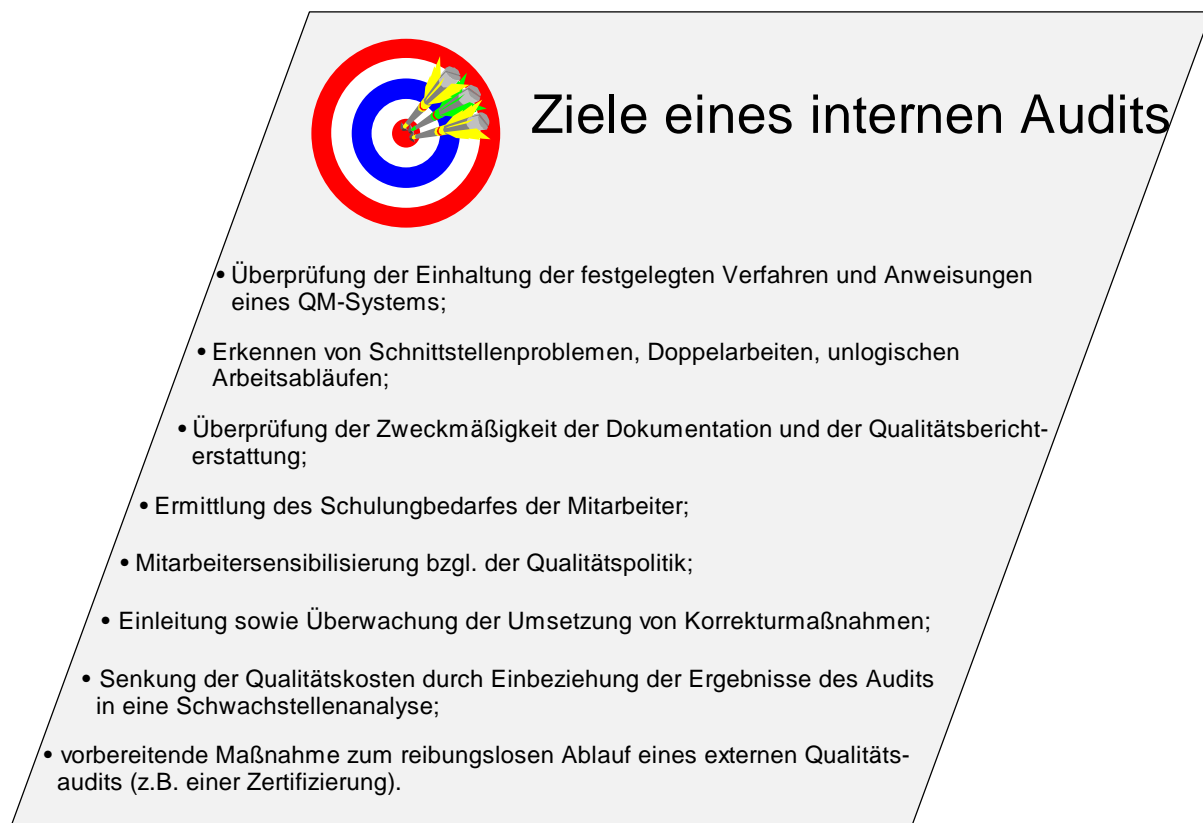 Ziele eines internen Audits
• Überprüfung der Einhaltung der festgelegten Verfahren und Anweisungen
eines QM-Systems;
• Erkennen von Schnittstellenproblemen, Doppelarbeiten, unlogischen
Arbeitsabläufen;
• Überprüfung der Zweckmäßigkeit der Dokumentation und der Qualitätsbericht-
erstattung;
• Ermittlung des Schulungbedarfes der Mitarbeiter;
• Mitarbeitersensibilisierung bzgl. der Qualitätspolitik;
• Einleitung sowie Überwachung der Umsetzung von Korrekturmaßnahmen;
• Senkung der Qualitätskosten durch Einbeziehung der Ergebnisse des Audits
in eine Schwachstellenanalyse;
• vorbereitende Maßnahme zum reibungslosen Ablauf eines externen Qualitäts-
audits (z.B. einer Zertifizierung).